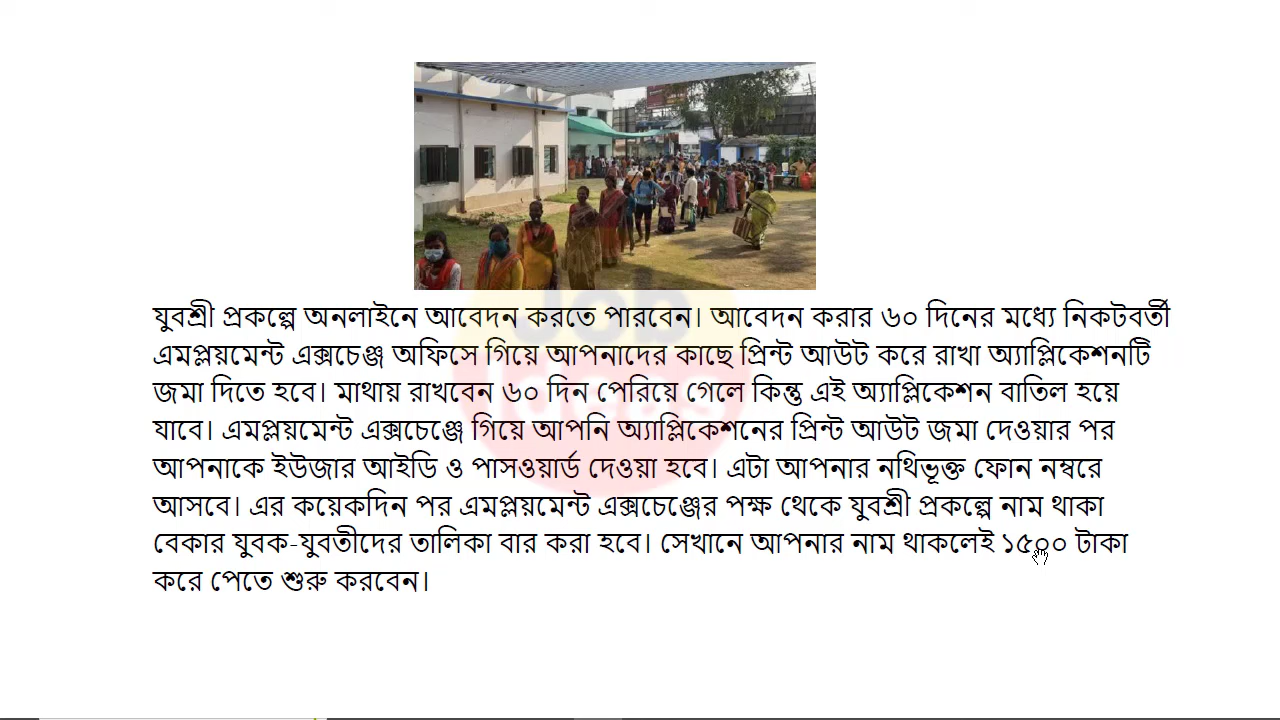 যুবশ্রী প্রকল্পে অনলাইনে আবেদন করতে পারবেন। আবেদন করার ৬০ দিনের মধ্যে নিকটবর্তী
এমপ্লয়মেন্ট এক্সচেঞ্জ অফিসে গিয়ে আপনাদের কাছে প্রিন্ট আউট করে রাখা অ্যাপ্লিকেশনটি
জমা দিতে হবে। মাথায় রাখবেন ৬০ দিন পেরিয়ে গেলে কিন্তু এই অ্যাপ্লিকেশন বাতিল হয়ে
যাবে। এমপ্লয়মেন্ট এক্সচেঞ্জে গিয়ে আপনি অ্যাপ্লিকেশনের প্রিন্ট আউট জমা দেওয়ার পর
আপনাকে ইউজার আইডি ও পাসওয়ার্ড দেওয়া হবে। এটা আপনার নথিভূক্ত ফোন নম্বরে
আসবে। এর কয়েকদিন পর এমপ্লয়মেন্ট এক্সচেঞ্জের পক্ষ থেকে যুবশ্রী প্রকল্পে নাম থাকা
বেকার যুবক-যুবতীদের তালিকা বার করা হবে। সেখানে আপনার নাম থাকলেই ১৫০০ টাকা
করে পেতে শুরু করবেন।
Job
Ideas